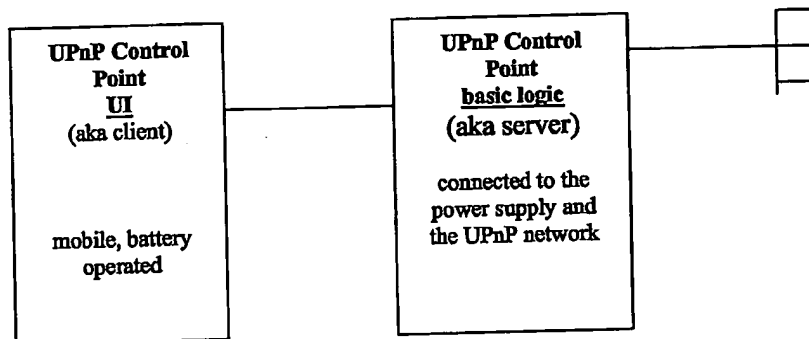 UPnP Control
Point
UI
(aka client)
mobile, battery
operated
UPnP Control
Point
basic logic
(aka server)
connected to the
power supply and
the UPnP network